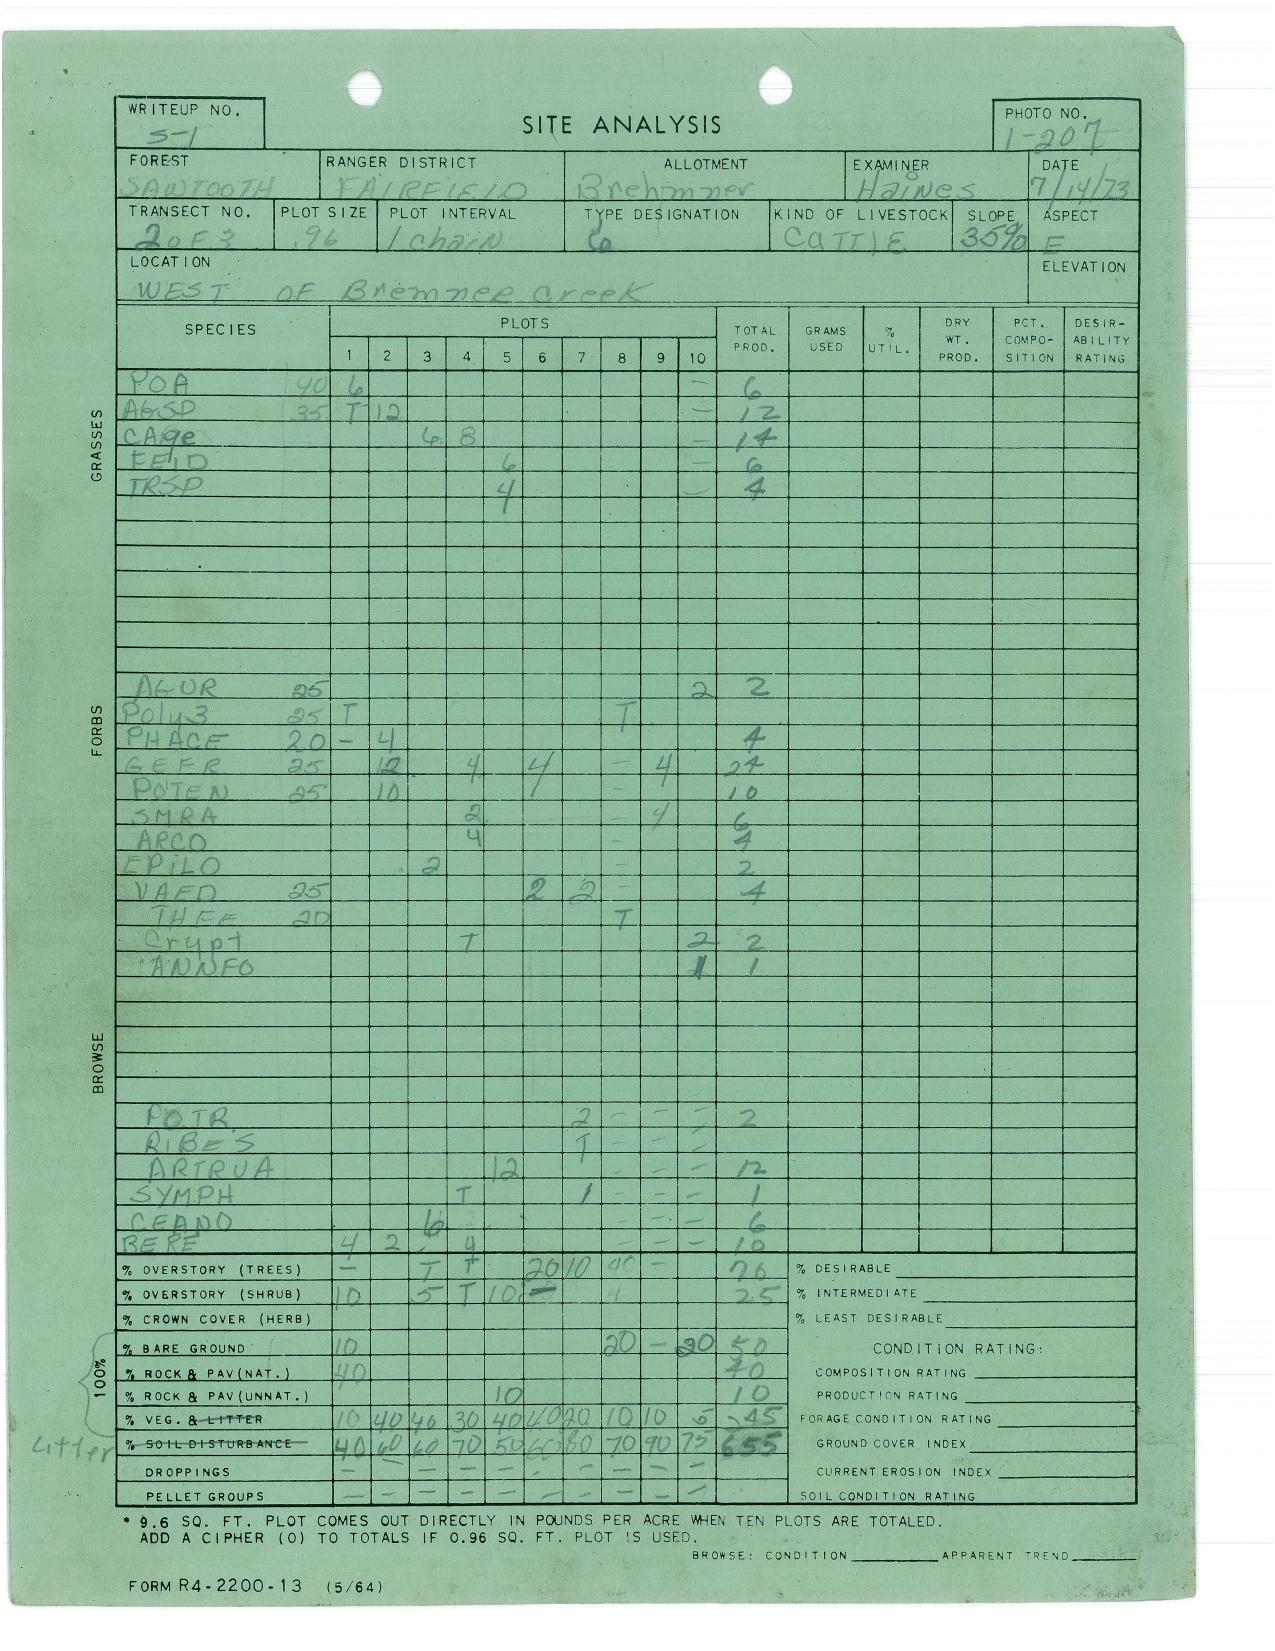 WRITEUP NO. PHOTO NO.
S-1 SITE ANALYSIS 1-207
FOREST RANGER DISTRICT ALLOTMENT EXAMINER DATE
SAWTOOTH FAIRFIELD Brehmner Haines 7/14/73
TRANSECT NO. PLOT SIZE PLOT INTERVAL TYPE DESIGNATION KIND OF LIVESTOCK SLOPE ASPECT
2 OF 3 .96 1 chain 6 CATTLE 35% E
LOCATION ELEVATION
WEST OF Bremner creek
SPECIES PLOTS TOTAL PROD. GRAMS USED % UTIL. DRY WT. PROD. PCT. COMPO-SITION DESIR-ABILITY RATING
1 2 3 4 5 6 7 8 9 10
GRASSES
POA 40 6 — 6
AGSP 35 T 12 — 12
CAge 6 8 — 14
FEID 6 — 6
TRSP 4 — 4
FORBS
AGUR 25 2 2
Poly3 25 T T
PHACE 20 – 4 4
GEFR 25 12 4 4 – 4 24
POTEN 25 10 – 10
SMRA 2 4 6
ARCO 4 – 4
EPILO 2 – 2
VAED 25 2 2 – 4
THFE 20 T
Crypt T 2 2
ANNFO 1 1
BROWSE
POTR 2 – – – 2
RIBES T – – –
ARTRUA 12 – – – 12
SYMPH T 1 – – – 1
CEANO 6 – – – 6
BERE 4 2 4 – – – 10
% OVERSTORY (TREES) — T T 20 10 40 – 76 % DESIRABLE
% OVERSTORY (SHRUB) 10 5 T 10 4 25 % INTERMEDIATE
% CROWN COVER (HERB) % LEAST DESIRABLE
100%
% BARE GROUND 10 20 — 20 50 CONDITION RATING:
% ROCK & PAV (NAT.) 40 40 COMPOSITION RATING
% ROCK & PAV (UNNAT.) 10 10 PRODUCTION RATING
% VEG. & LITTER 10 40 40 30 40 40 20 10 10 5 245 FORAGE CONDITION RATING
Litter % SOIL DISTURBANCE 40 60 60 70 50 60 80 70 90 75 655 GROUND COVER INDEX
DROPPINGS — — — — — — — — — — CURRENT EROSION INDEX
PELLET GROUPS — — — — — — — — — — SOIL CONDITION RATING
* 9.6 SQ. FT. PLOT COMES OUT DIRECTLY IN POUNDS PER ACRE WHEN TEN PLOTS ARE TOTALED.
ADD A CIPHER (0) TO TOTALS IF 0.96 SQ. FT. PLOT IS USED.
BROWSE: CONDITION APPARENT TREND
FORM R4-2200-13 (5/64)